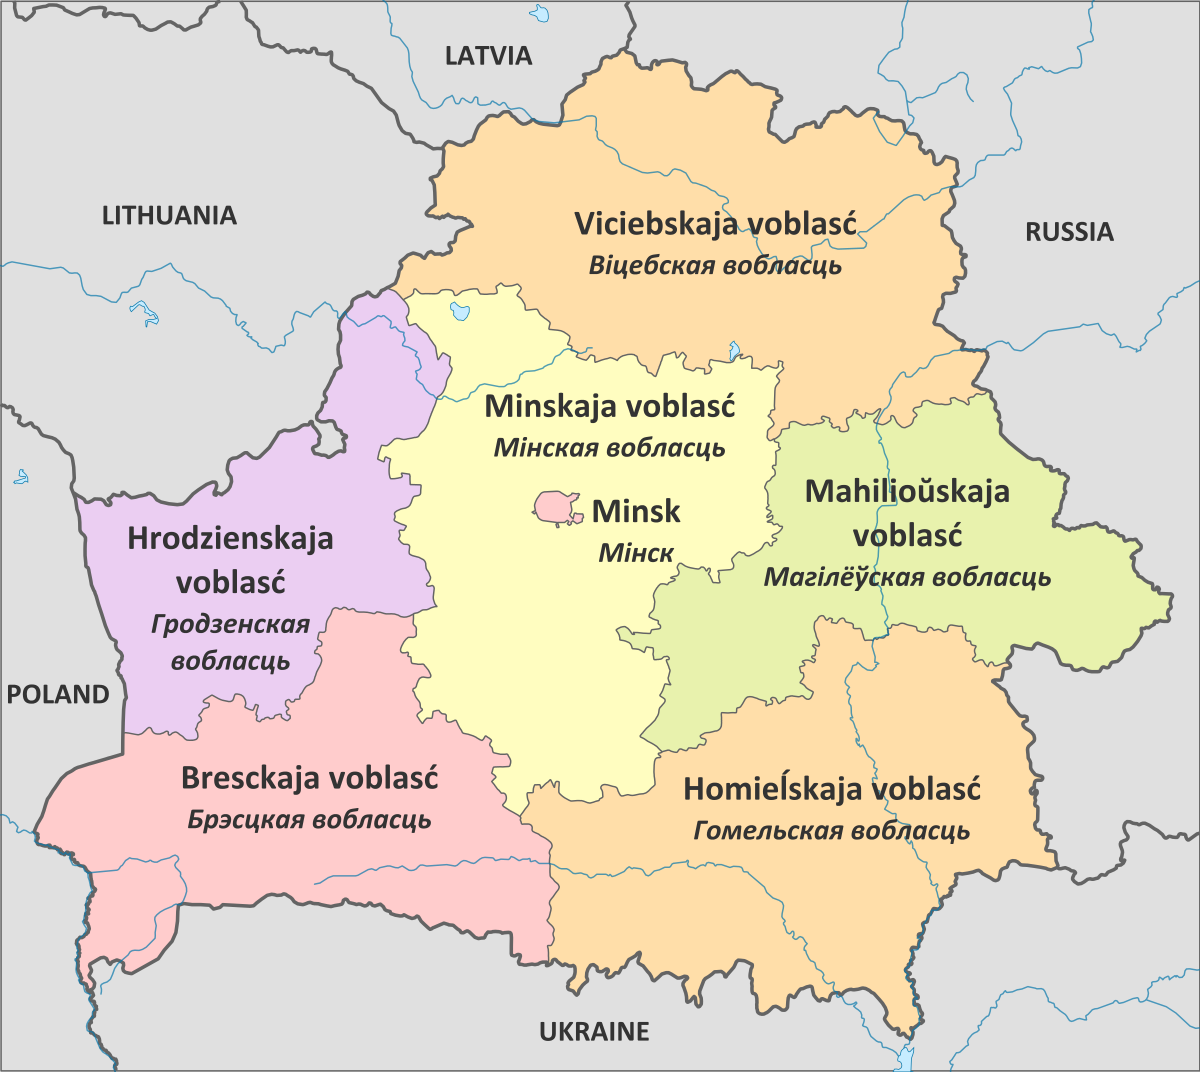 LATVIA
LITHUANIA
RUSSIA
Viciebskaja voblasć
Віцебская вобласць
Minskaja voblasć
Мінская вобласць
Minsk
Мінск
Mahilioŭskaja
voblasć
Магілёўская вобласць
Hrodzienskaja
voblasć
Гродзенская
вобласць
POLAND
Bresckaja voblasć
Брэсцкая вобласць
Homieĺskaja voblasć
Гомельская вобласць
UKRAINE